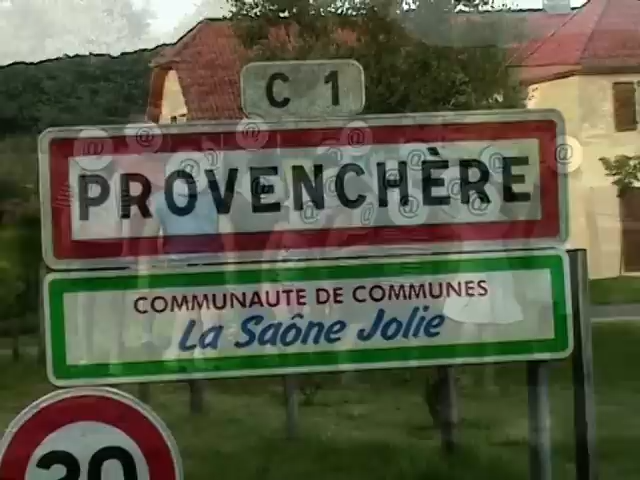 C 1
PROVENCHÈRE
COMMUNAUTE DE COMMUNES
La Saône Jolie
30